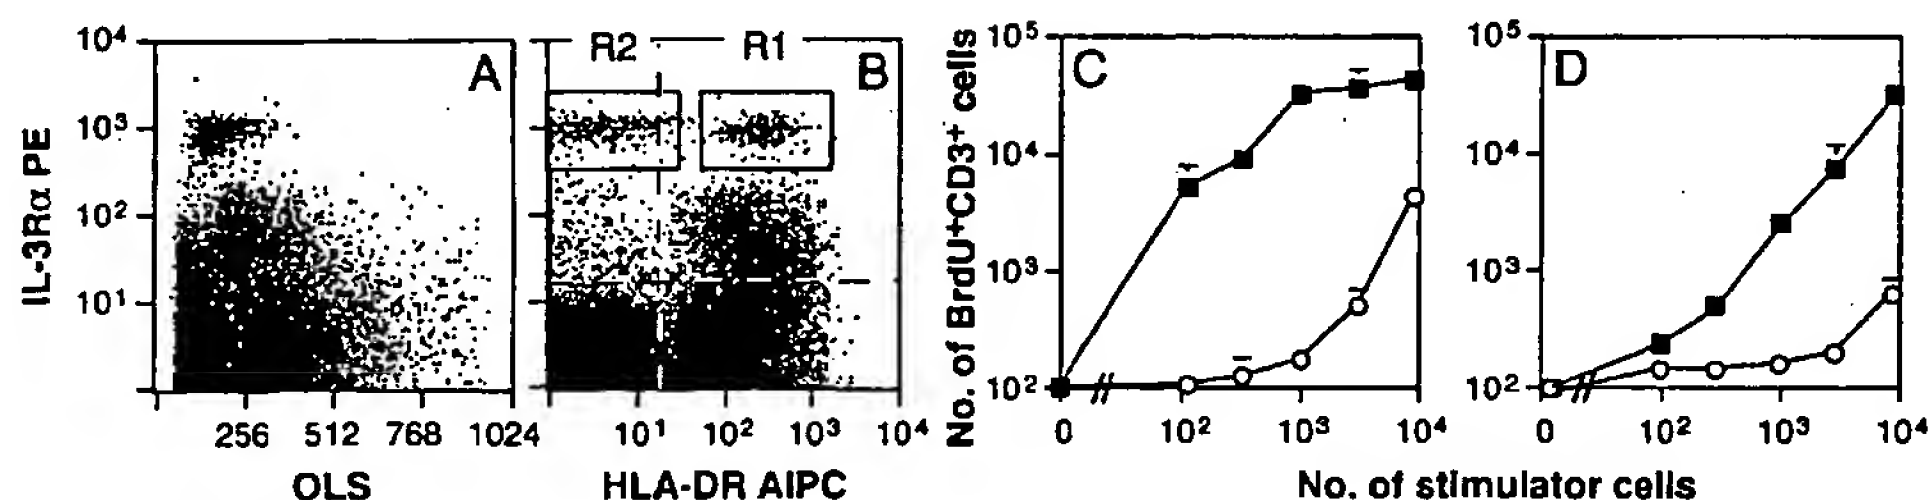 IL-3Rα PE
10⁴
10³
10²
10¹
A
256 512 768 1024
OLS
R2 R1
B
10¹ 10² 10³ 10⁴
HLA-DR AIPC
No. of BrdU⁺CD3⁺ cells
10⁵
10⁴
10³
10²
C
0 10² 10³ 10⁴
10⁵
10⁴
10³
10²
D
0 10² 10³ 10⁴
No. of stimulator cells